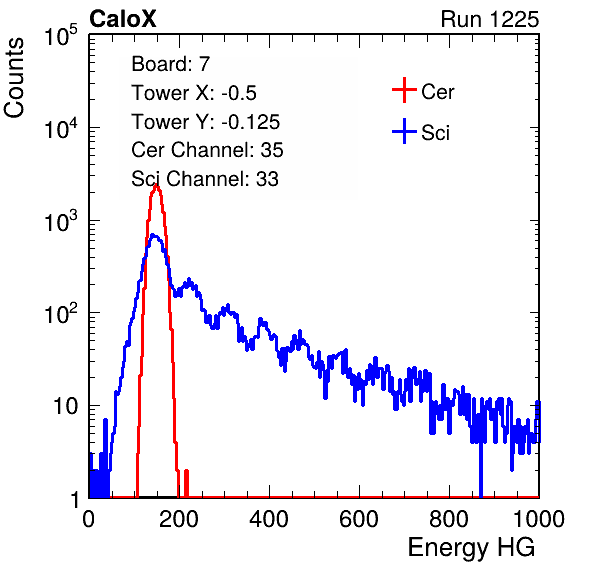 CaloX Run 1225
Board: 7
Tower X: -0.5
Tower Y: -0.125
Cer Channel: 35
Sci Channel: 33
Cer
Sci
Counts
10^5
10^4
10^3
10^2
10
1
0 200 400 600 800 1000
Energy HG